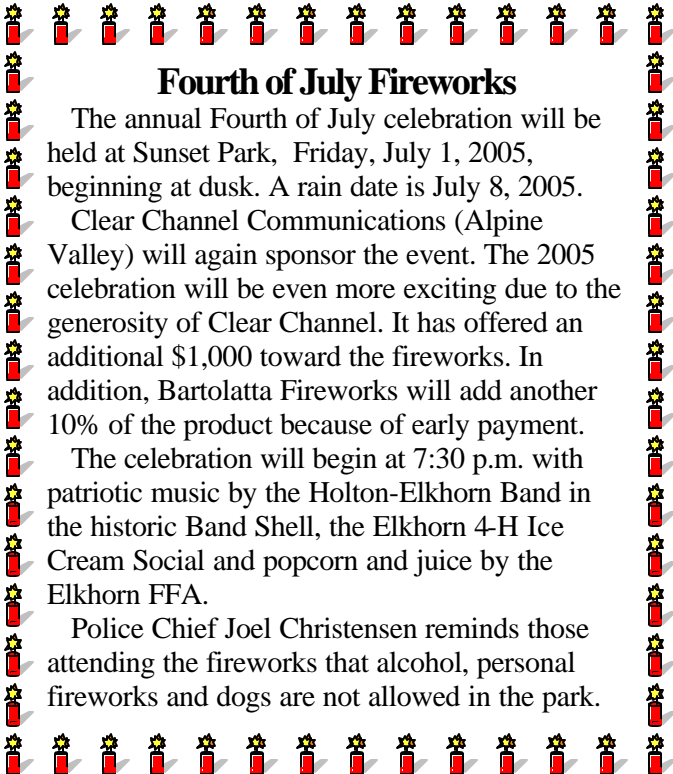 Fourth of July Fireworks
The annual Fourth of July celebration will be
held at Sunset Park,  Friday, July 1, 2005,
beginning at dusk. A rain date is July 8, 2005.
Clear Channel Communications (Alpine
Valley) will again sponsor the event. The 2005
celebration will be even more exciting due to the
generosity of Clear Channel. It has offered an
additional $1,000 toward the fireworks. In
addition, Bartolatta Fireworks will add another
10% of the product because of early payment.
The celebration will begin at 7:30 p.m. with
patriotic music by the Holton-Elkhorn Band in
the historic Band Shell, the Elkhorn 4-H Ice
Cream Social and popcorn and juice by the
Elkhorn FFA.
Police Chief Joel Christensen reminds those
attending the fireworks that alcohol, personal
fireworks and dogs are not allowed in the park.